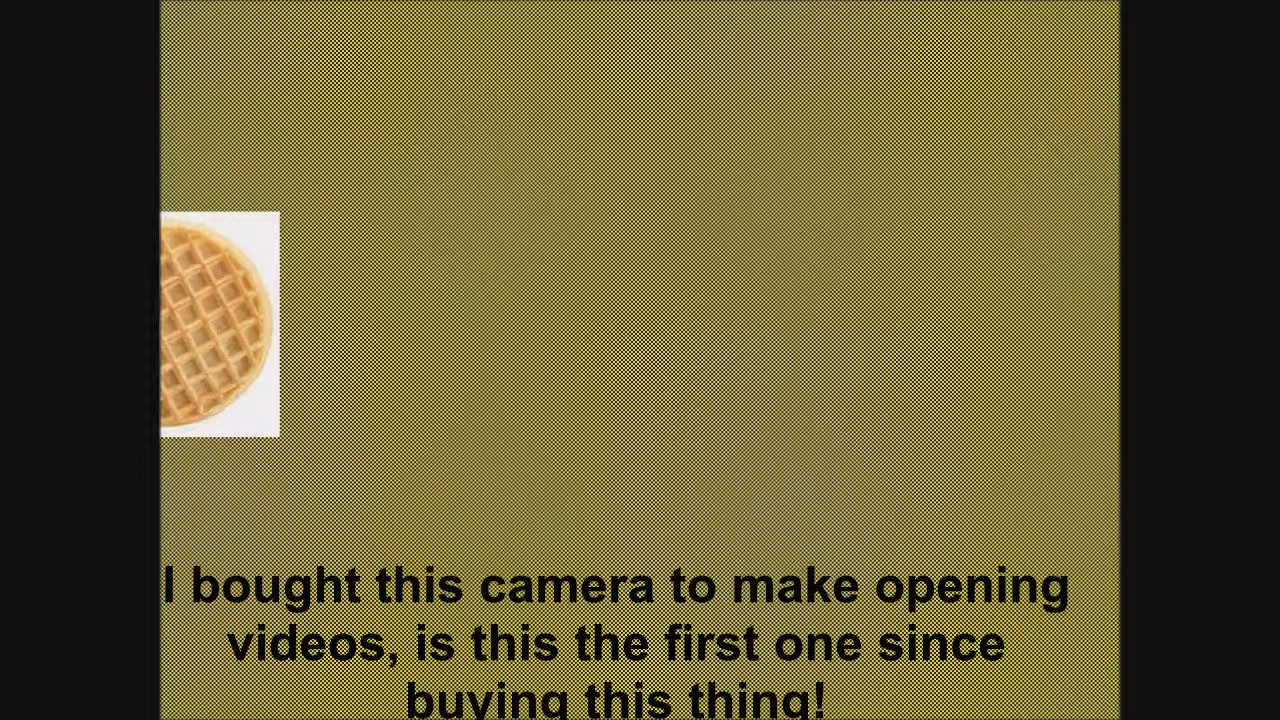 I bought this camera to make opening
videos, is this the first one since
buying this thing!